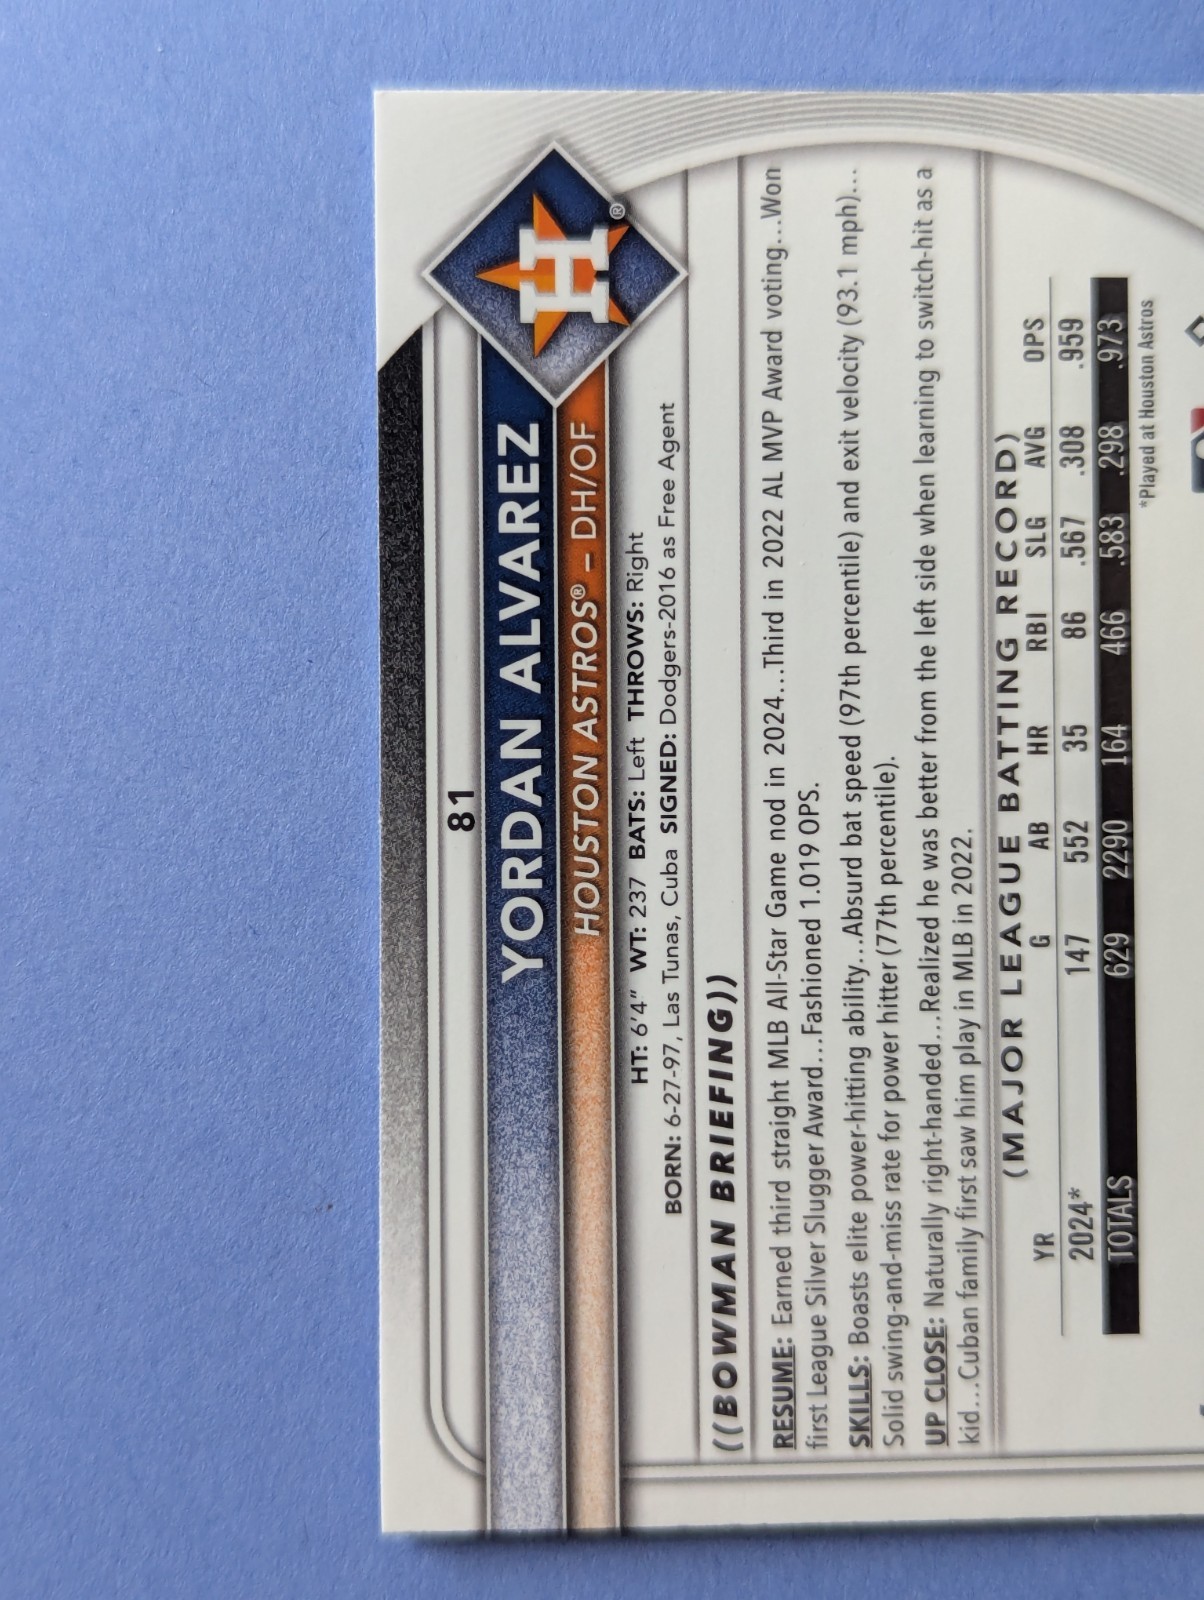 81
YORDAN ALVAREZ
HOUSTON ASTROS® – DH/OF
HT: 6'4" WT: 237 BATS: Left THROWS: Right
BORN: 6-27-97, Las Tunas, Cuba SIGNED: Dodgers-2016 as Free Agent
((BOWMAN BRIEFING))
RESUME: Earned third straight MLB All-Star Game nod in 2024...Third in 2022 AL MVP Award voting...Won
first League Silver Slugger Award...Fashioned 1.019 OPS.
SKILLS: Boasts elite power-hitting ability...Absurd bat speed (97th percentile) and exit velocity (93.1 mph)...
Solid swing-and-miss rate for power hitter (77th percentile).
UP CLOSE: Naturally right-handed...Realized he was better from the left side when learning to switch-hit as a
kid...Cuban family first saw him play in MLB in 2022.
(MAJOR LEAGUE BATTING RECORD)
YR G AB HR RBI SLG AVG OPS
2024* 147 552 35 86 .567 .308 .959
TOTALS 629 2290 164 466 .583 .298 .973
*Played at Houston Astros
H ®